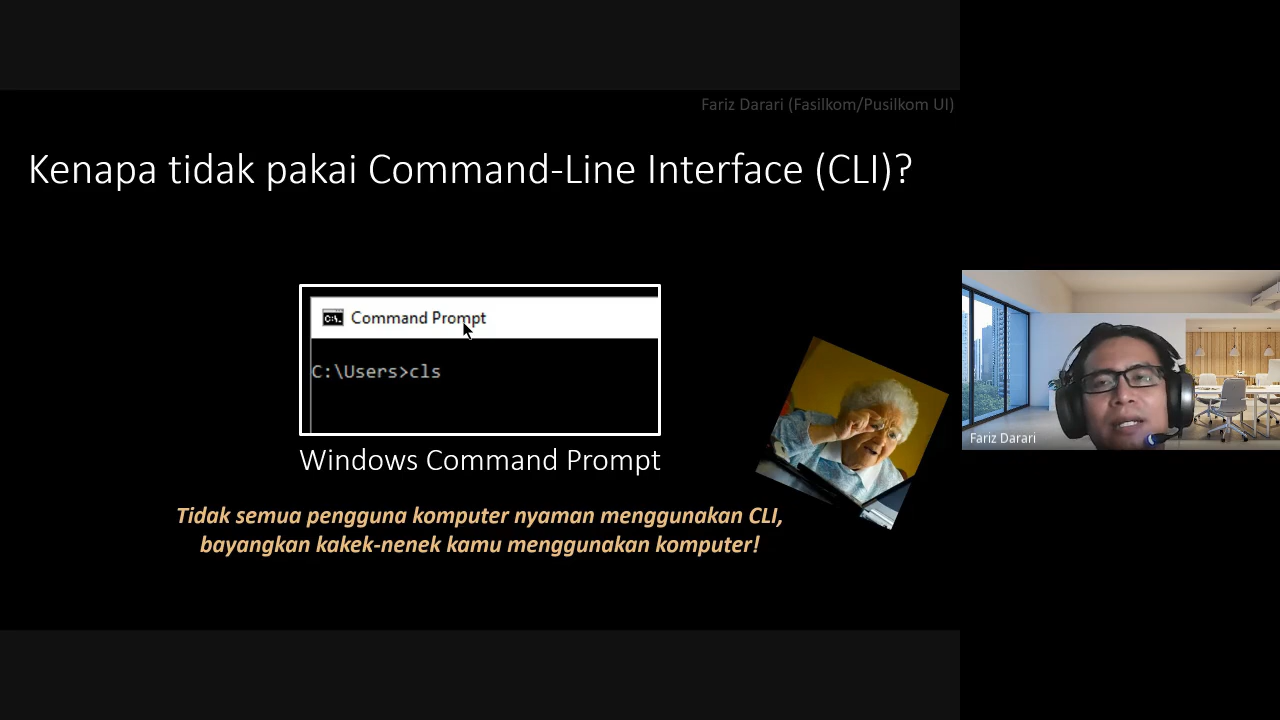 Fariz Darari (Fasilkom/Pusilkom UI)
Kenapa tidak pakai Command-Line Interface (CLI)?
C:\. Command Prompt
C:\Users>cls
Windows Command Prompt
Tidak semua pengguna komputer nyaman menggunakan CLI,
bayangkan kakek-nenek kamu menggunakan komputer!
Fariz Darari